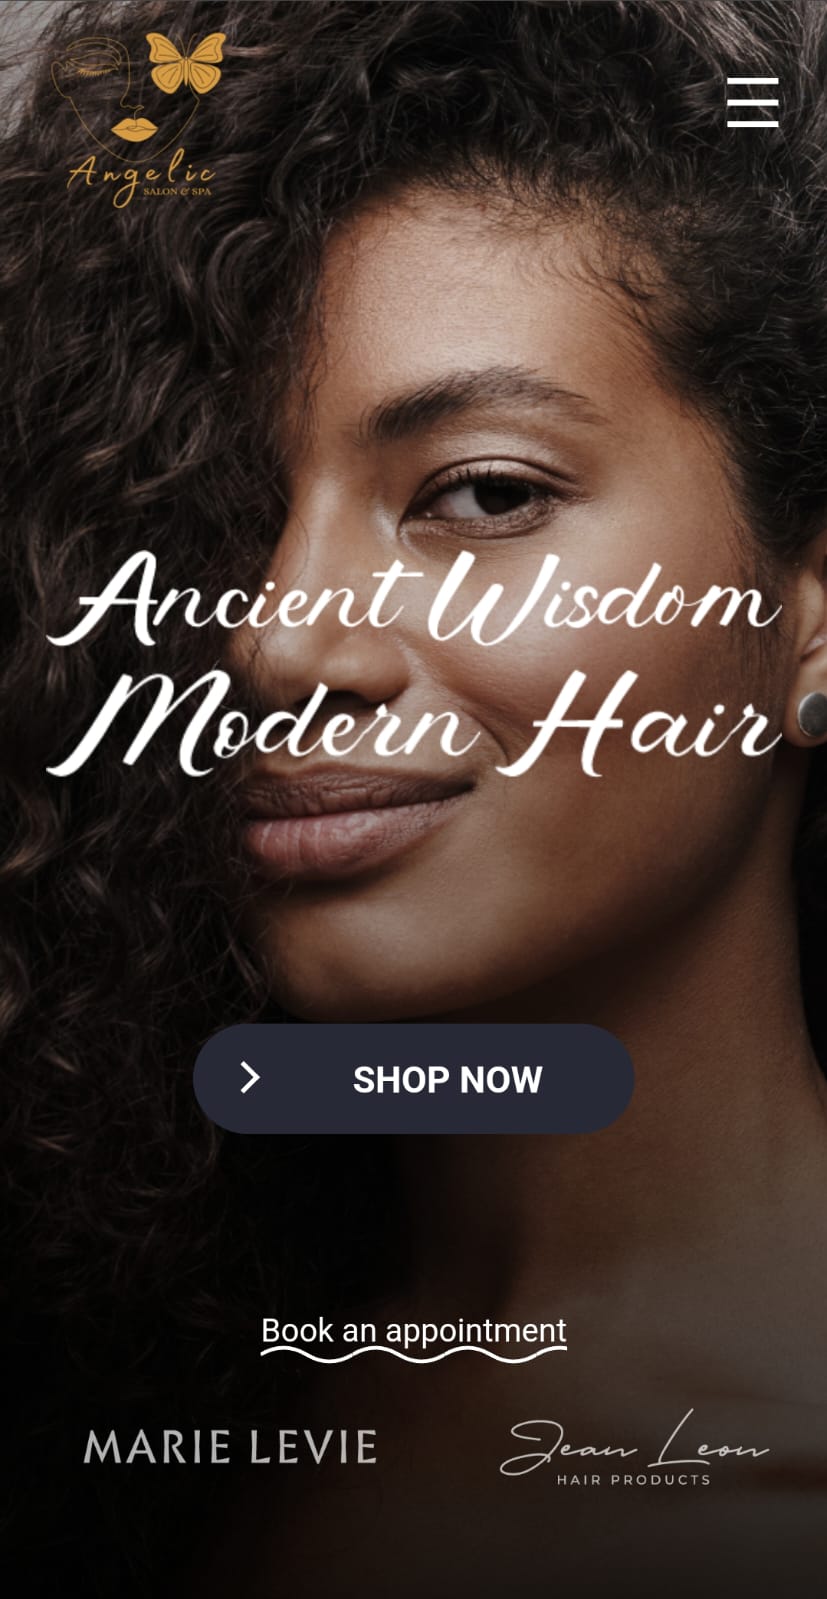 Angelic
SALON & SPA
Ancient Wisdom
Modern Hair
SHOP NOW
Book an appointment
MARIE LEVIE
Jean Leon
HAIR PRODUCTS